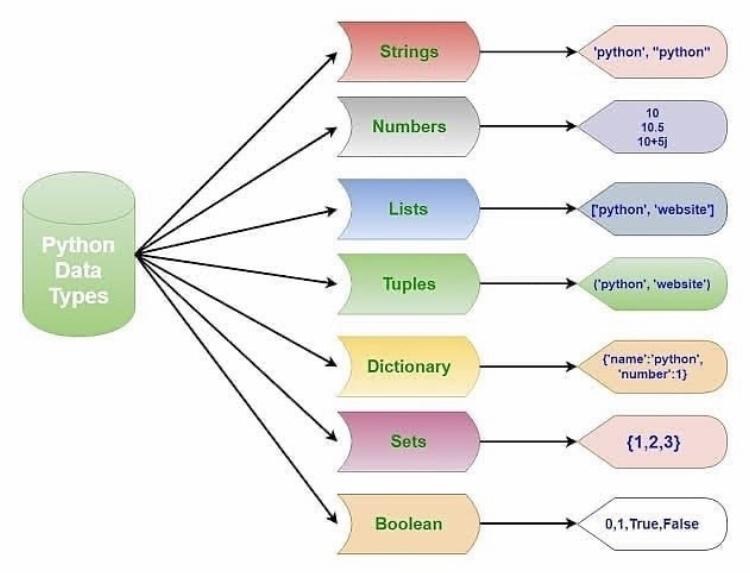 Python
Data
Types
Strings
'python', "python"
Numbers
10
10.5
10+5j
Lists
['python', 'website']
Tuples
('python', 'website')
Dictionary
{'name':'python',
'number':1}
Sets
{1,2,3}
Boolean
0,1,True,False